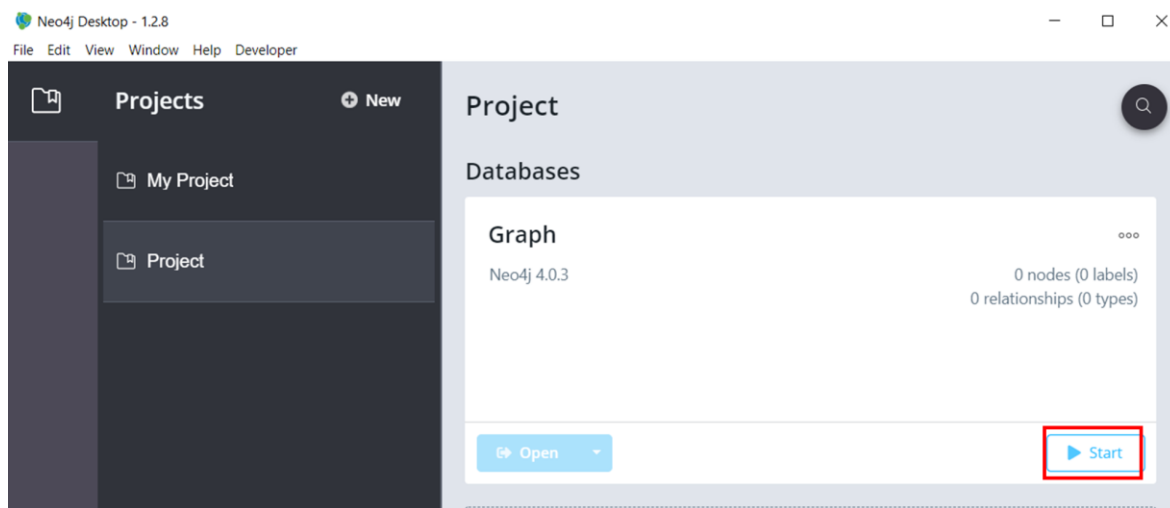 Neo4j Desktop - 1.2.8
File Edit View Window Help Developer
Projects
New
My Project
Project
Project
Databases
Graph
Neo4j 4.0.3
0 nodes (0 labels)
0 relationships (0 types)
Open
Start